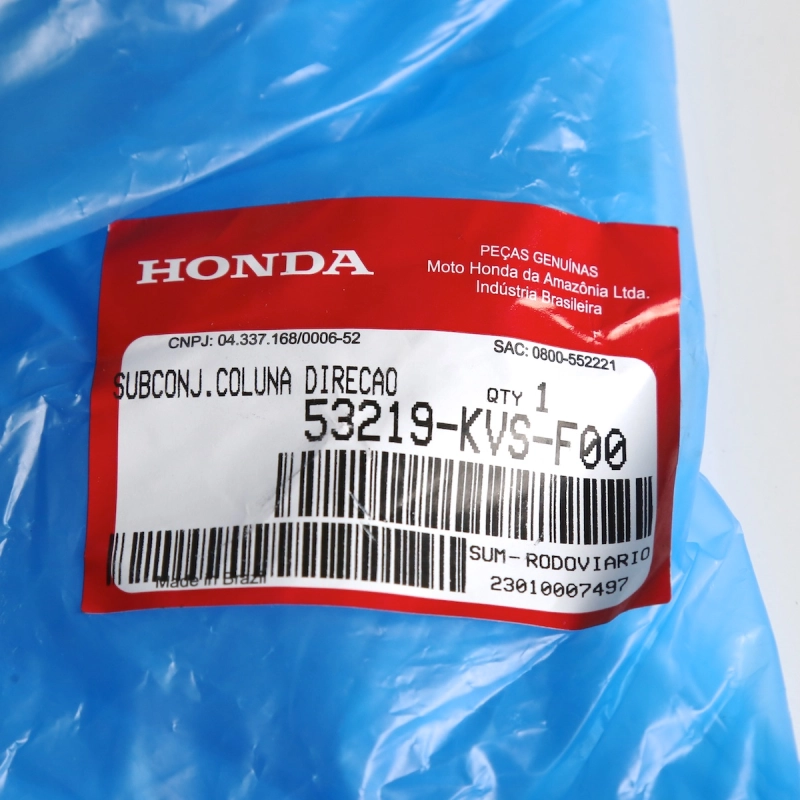 HONDA
PEÇAS GENUÍNAS
Moto Honda da Amazônia Ltda.
Indústria Brasileira
CNPJ: 04.337.168/0006-52
SAC: 0800-552221
SUBCONJ.COLUNA DIRECAO
QTY 1
53219-KVS-F00
SUM-RODOVIARIO
23010007497
Made in Brazil